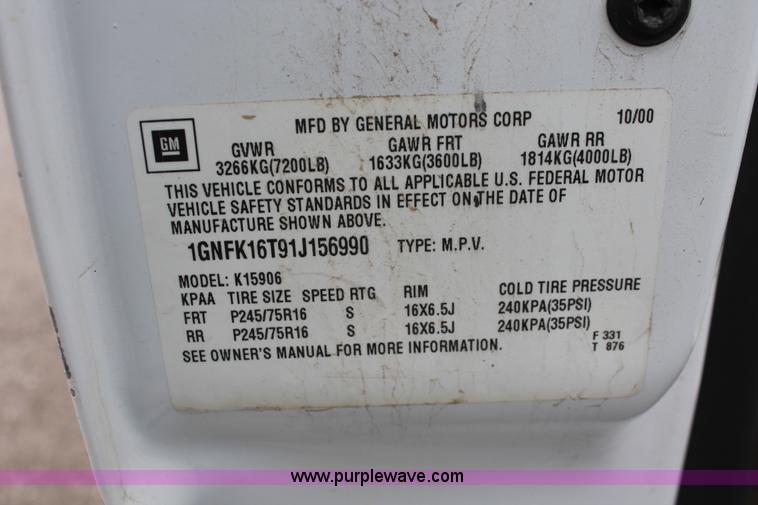 GM
MFD BY GENERAL MOTORS CORP 10/00
GVWR GAWR FRT GAWR RR
3266KG(7200LB) 1633KG(3600LB) 1814KG(4000LB)
THIS VEHICLE CONFORMS TO ALL APPLICABLE U.S. FEDERAL MOTOR
VEHICLE SAFETY STANDARDS IN EFFECT ON THE DATE OF
MANUFACTURE SHOWN ABOVE.
1GNFK16T91J156990 TYPE: M.P.V.
MODEL: K15906
KPAA TIRE SIZE SPEED RTG RIM COLD TIRE PRESSURE
FRT P245/75R16 S 16X6.5J 240KPA(35PSI)
RR P245/75R16 S 16X6.5J 240KPA(35PSI)
SEE OWNER'S MANUAL FOR MORE INFORMATION.
F 331
T 876
www.purplewave.com